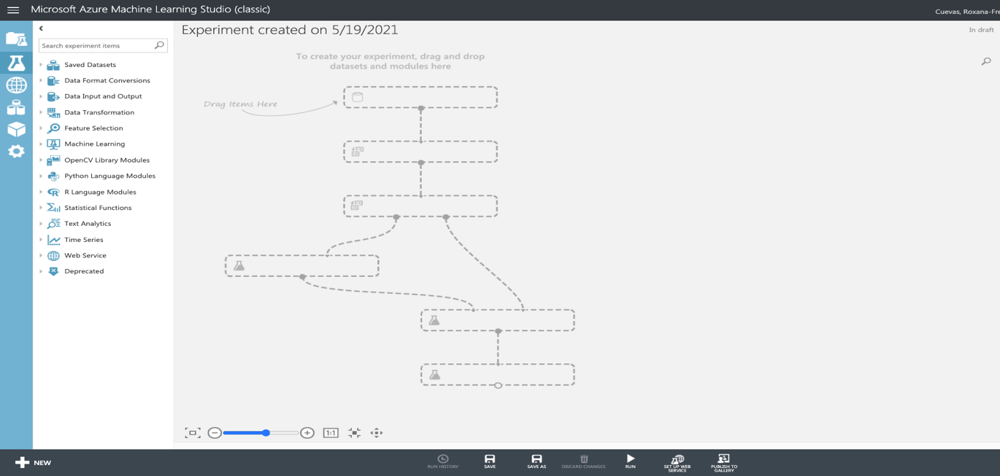 Microsoft Azure Machine Learning Studio (classic)
Cuevas, Roxana-Fre
Experiment created on 5/19/2021
In draft
Search experiment items
Saved Datasets
Data Format Conversions
Data Input and Output
Data Transformation
Feature Selection
Machine Learning
OpenCV Library Modules
Python Language Modules
R Language Modules
Statistical Functions
Text Analytics
Time Series
Web Service
Deprecated
To create your experiment, drag and drop
datasets and modules here
Drag Items Here
1:1
NEW
RUN HISTORY
SAVE
SAVE AS
DISCARD CHANGES
RUN
SET UP WEB
SERVICE
PUBLISH TO
GALLERY